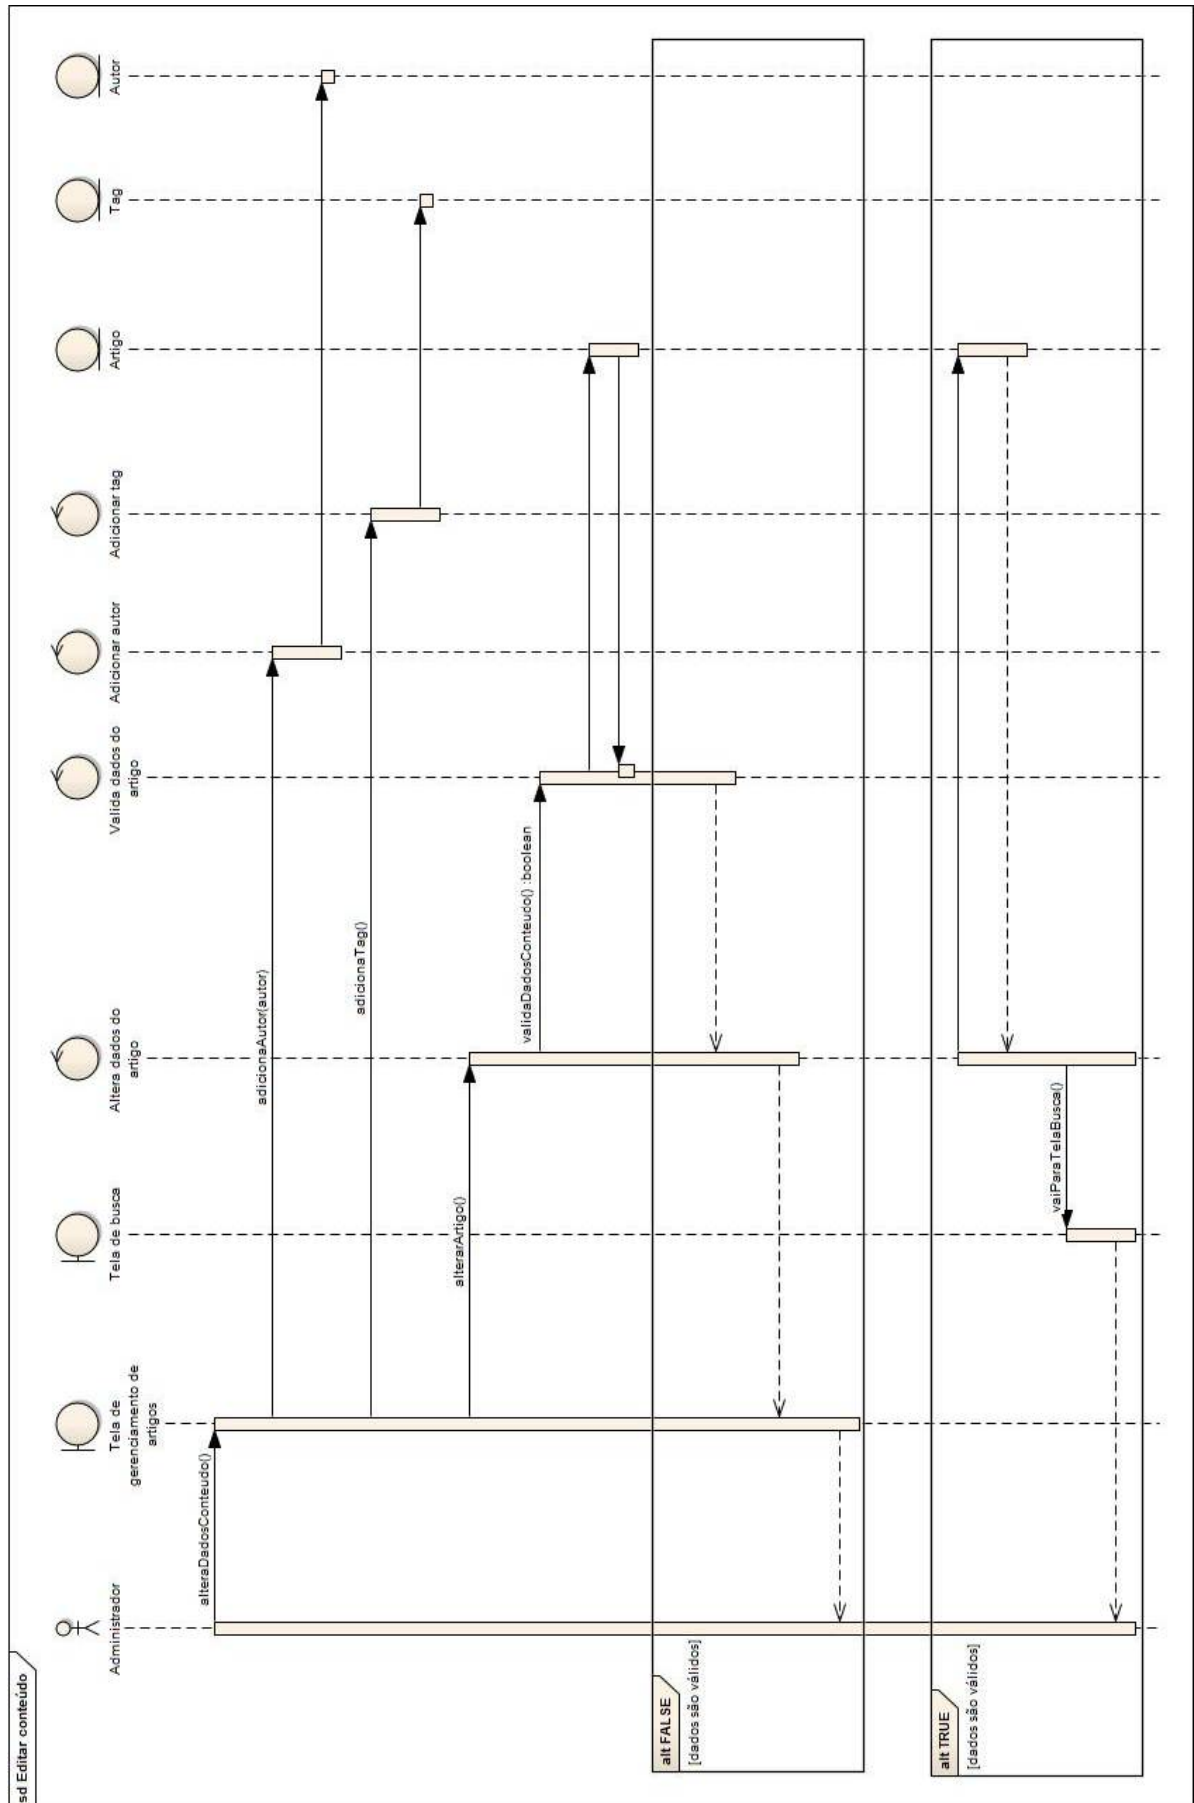 sd Editar conteúdo
Administrador
Tela de
gerenciamento de
artigos
Tela de busca
Altera dados do
artigo
Valida dados do
artigo
Adicionar autor
Adicionar tag
Artigo
Tag
Autor
alteraDadosConteudo()
adicionaAutor(autor)
adicionaTag()
alterarArtigo()
validaDadosConteudo() :boolean
alt FALSE
[dados são válidos]
alt TRUE
[dados são válidos]
vaiParaTelaBusca()